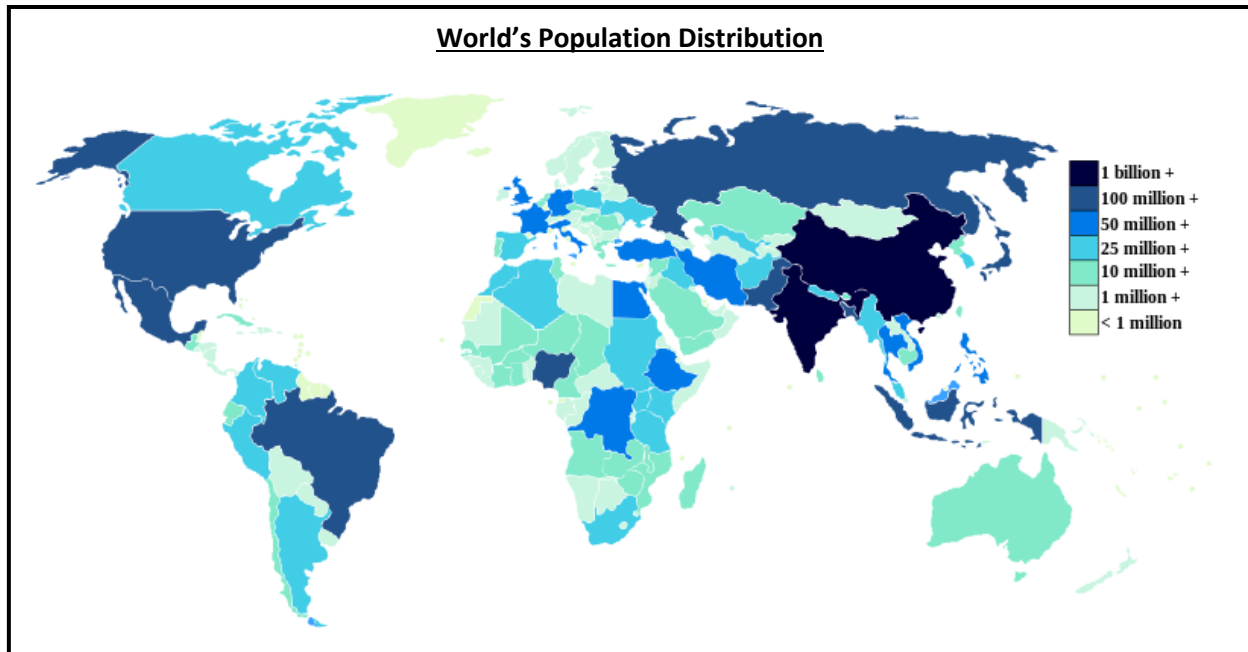 World’s Population Distribution
1 billion +
100 million +
50 million +
25 million +
10 million +
1 million +
< 1 million